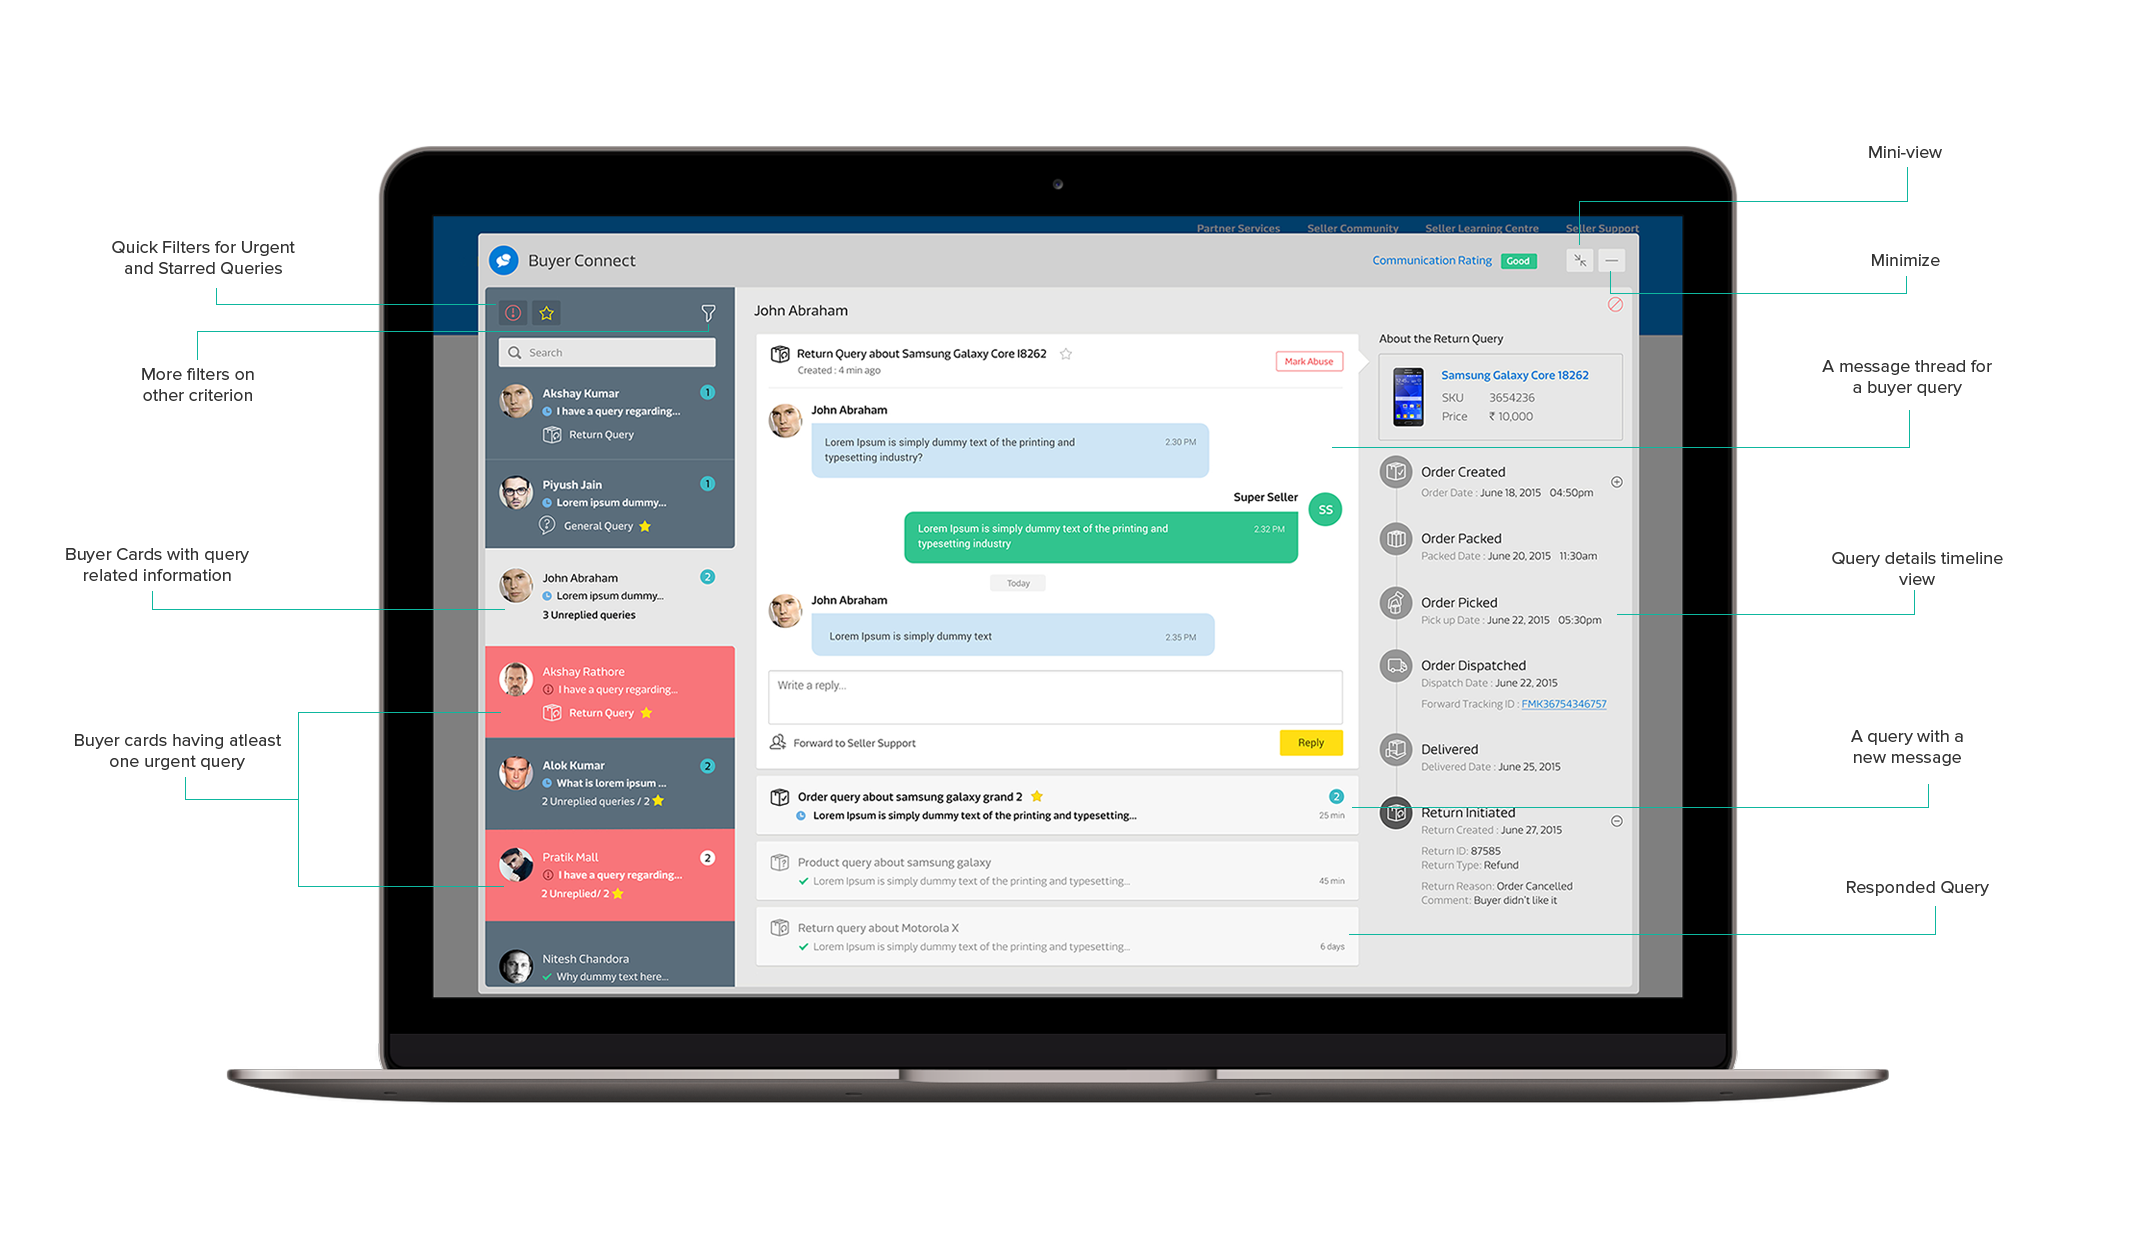 Mini-view
Partner Services
Seller Community
Seller Learning Centre
Seller Support
Quick Filters for Urgent
and Starred Queries
Buyer Connect
Communication Rating
Good
Minimize
More filters on
other criterion
Search
Akshay Kumar
1
I have a query regarding...
Return Query
Piyush Jain
1
Lorem ipsum dummy...
General Query
Buyer Cards with query
related information
John Abraham
2
Lorem ipsum dummy...
3 Unreplied queries
Akshay Rathore
I have a query regarding...
Return Query
Buyer cards having atleast
one urgent query
Alok Kumar
2
What is lorem ipsum ...
2 Unreplied queries / 2
Pratik Mall
2
I have a query regarding...
2 Unreplied/ 2
Nitesh Chandora
Why dummy text here...
John Abraham
Return Query about Samsung Galaxy Core I8262
Created : 4 min ago
Mark Abuse
John Abraham
Lorem Ipsum is simply dummy text of the printing and
typesetting industry?
2.30 PM
Super Seller
SS
Lorem Ipsum is simply dummy text of the printing and
typesetting industry
2.32 PM
Today
John Abraham
Lorem Ipsum is simply dummy text
2.35 PM
Write a reply...
Forward to Seller Support
Reply
Order query about samsung galaxy grand 2
2
Lorem Ipsum is simply dummy text of the printing and typesetting...
25 min
Product query about samsung galaxy
Lorem Ipsum is simply dummy text of the printing and typesetting...
45 min
Return query about Motorola X
Lorem Ipsum is simply dummy text of the printing and typesetting...
6 days
About the Return Query
Samsung Galaxy Core 18262
SKU 3654236
Price ₹ 10,000
Order Created
Order Date : June 18, 2015 04:50pm
Order Packed
Packed Date : June 20, 2015 11:30am
Order Picked
Pick up Date : June 22, 2015 05:30pm
Order Dispatched
Dispatch Date : June 22, 2015
Forward Tracking ID : FMK36754346757
Delivered
Delivered Date : June 25, 2015
Return Initiated
Return Created : June 27, 2015
Return ID: 87585
Return Type: Refund
Return Reason: Order Cancelled
Comment: Buyer didn't like it
A message thread for
a buyer query
Query details timeline
view
A query with a
new message
Responded Query